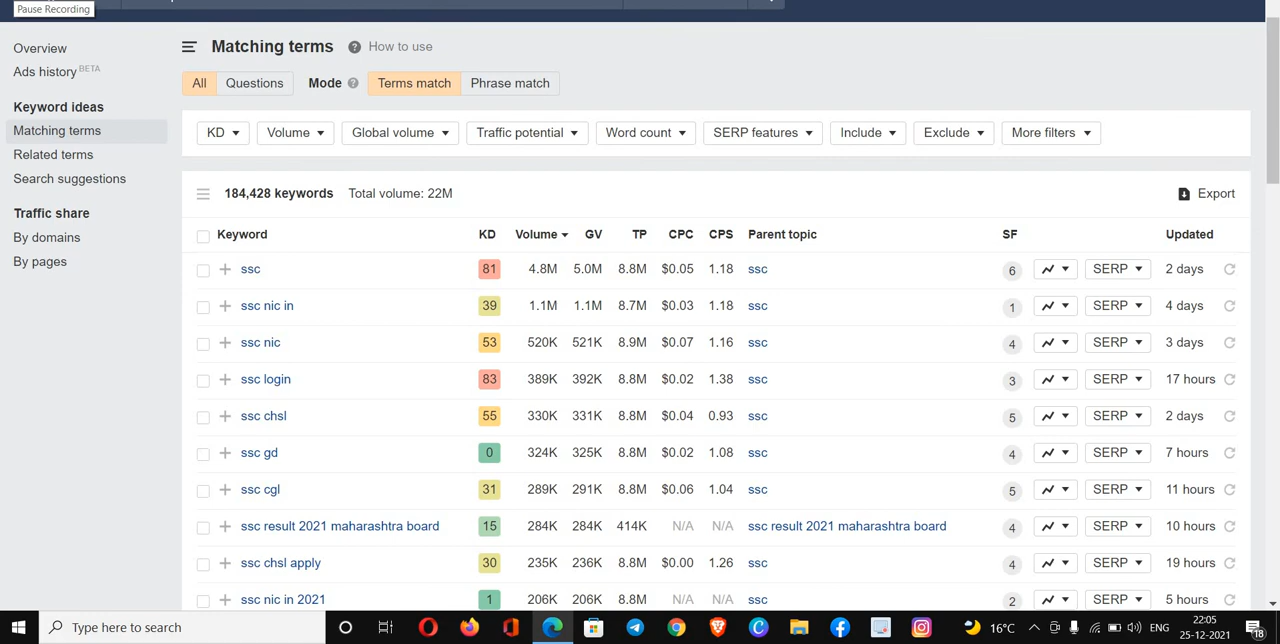 Pause Recording
Overview
Ads history BETA
Keyword ideas
Matching terms
Related terms
Search suggestions
Traffic share
By domains
By pages
Matching terms ? How to use
All Questions Mode ? Terms match Phrase match
KD Volume Global volume Traffic potential Word count SERP features Include Exclude More filters
184,428 keywords Total volume: 22M Export
Keyword KD Volume GV TP CPC CPS Parent topic SF Updated
ssc 81 4.8M 5.0M 8.8M $0.05 1.18 ssc 6 SERP 2 days
ssc nic in 39 1.1M 1.1M 8.7M $0.03 1.18 ssc 1 SERP 4 days
ssc nic 53 520K 521K 8.9M $0.07 1.16 ssc 4 SERP 3 days
ssc login 83 389K 392K 8.8M $0.02 1.38 ssc 3 SERP 17 hours
ssc chsl 55 330K 331K 8.8M $0.04 0.93 ssc 5 SERP 2 days
ssc gd 0 324K 325K 8.8M $0.02 1.08 ssc 4 SERP 7 hours
ssc cgl 31 289K 291K 8.8M $0.06 1.04 ssc 5 SERP 11 hours
ssc result 2021 maharashtra board 15 284K 284K 414K N/A N/A ssc result 2021 maharashtra board 4 SERP 10 hours
ssc chsl apply 30 235K 236K 8.8M $0.00 1.26 ssc 4 SERP 19 hours
ssc nic in 2021 1 206K 206K 8.8M N/A N/A ssc 2 SERP 5 hours
Type here to search 16°C ENG 22:05
25-12-2021 18